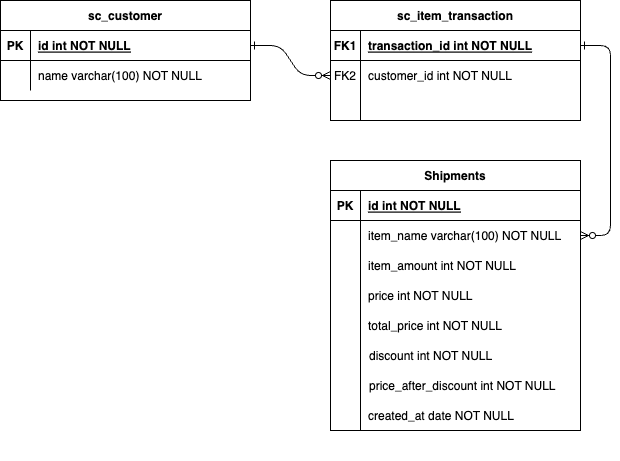 sc_customer
PK id int NOT NULL
name varchar(100) NOT NULL
sc_item_transaction
FK1 transaction_id int NOT NULL
FK2 customer_id int NOT NULL
Shipments
PK id int NOT NULL
item_name varchar(100) NOT NULL
item_amount int NOT NULL
price int NOT NULL
total_price int NOT NULL
discount int NOT NULL
price_after_discount int NOT NULL
created_at date NOT NULL